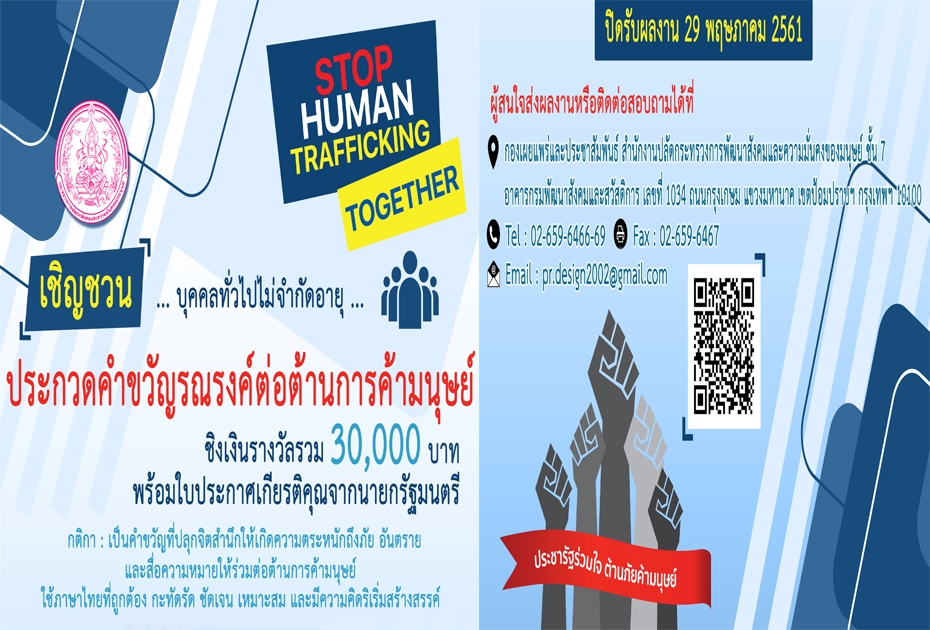 STOP
HUMAN
TRAFFICKING
TOGETHER
เชิญชวน
... บุคคลทั่วไปไม่จำกัดอายุ ...
ประกวดคำขวัญรณรงค์ต่อต้านการค้ามนุษย์
ชิงเงินรางวัลรวม 30,000 บาท
พร้อมใบประกาศเกียรติคุณจากนายกรัฐมนตรี
กติกา : เป็นคำขวัญที่ปลุกจิตสำนึกให้เกิดความตระหนักถึงภัย อันตราย
และสื่อความหมายให้ร่วมต่อต้านการค้ามนุษย์
ใช้ภาษาไทยที่ถูกต้อง กะทัดรัด ชัดเจน เหมาะสม และมีความคิดริเริ่มสร้างสรรค์
ปิดรับผลงาน 29 พฤษภาคม 2561
ผู้สนใจส่งผลงานหรือติดต่อสอบถามได้ที่
กองเผยแพร่และประชาสัมพันธ์ สำนักงานปลัดกระทรวงการพัฒนาสังคมและความมั่นคงของมนุษย์ ชั้น 7
อาคารกรมพัฒนาสังคมและสวัสดิการ เลขที่ 1034 ถนนกรุงเกษม แขวงมหานาค เขตป้อมปราบฯ กรุงเทพฯ 10100
Tel : 02-659-6466-69 Fax : 02-659-6467
Email : pr.design2002@gmail.com
ประชารัฐร่วมใจ ต้านภัยค้ามนุษย์